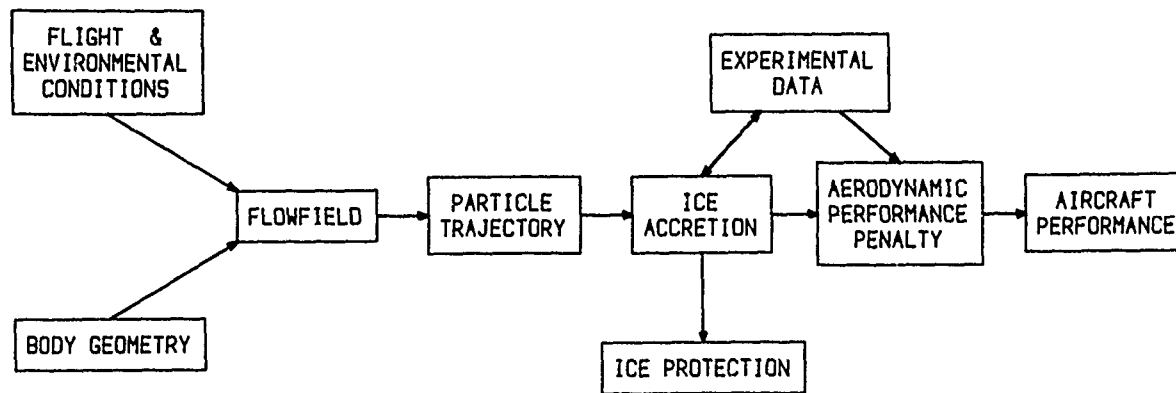 FLIGHT &
ENVIRONMENTAL
CONDITIONS
EXPERIMENTAL
DATA
FLOWFIELD
PARTICLE
TRAJECTORY
ICE
ACCRETION
AERODYNAMIC
PERFORMANCE
PENALTY
AIRCRAFT
PERFORMANCE
BODY GEOMETRY
ICE PROTECTION